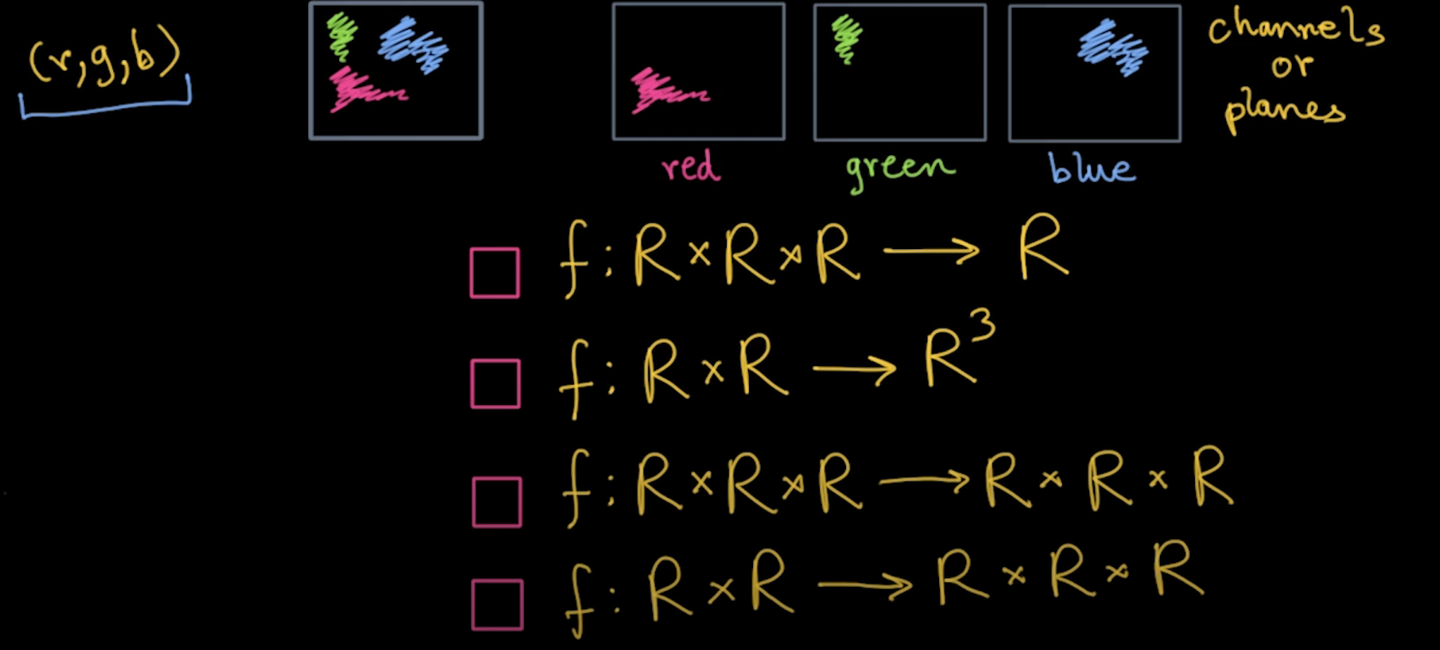 (r,g,b)
channels
or
planes
red green blue
f: R × R × R → R
f: R × R → R³
f: R × R × R → R × R × R
f: R × R → R × R × R